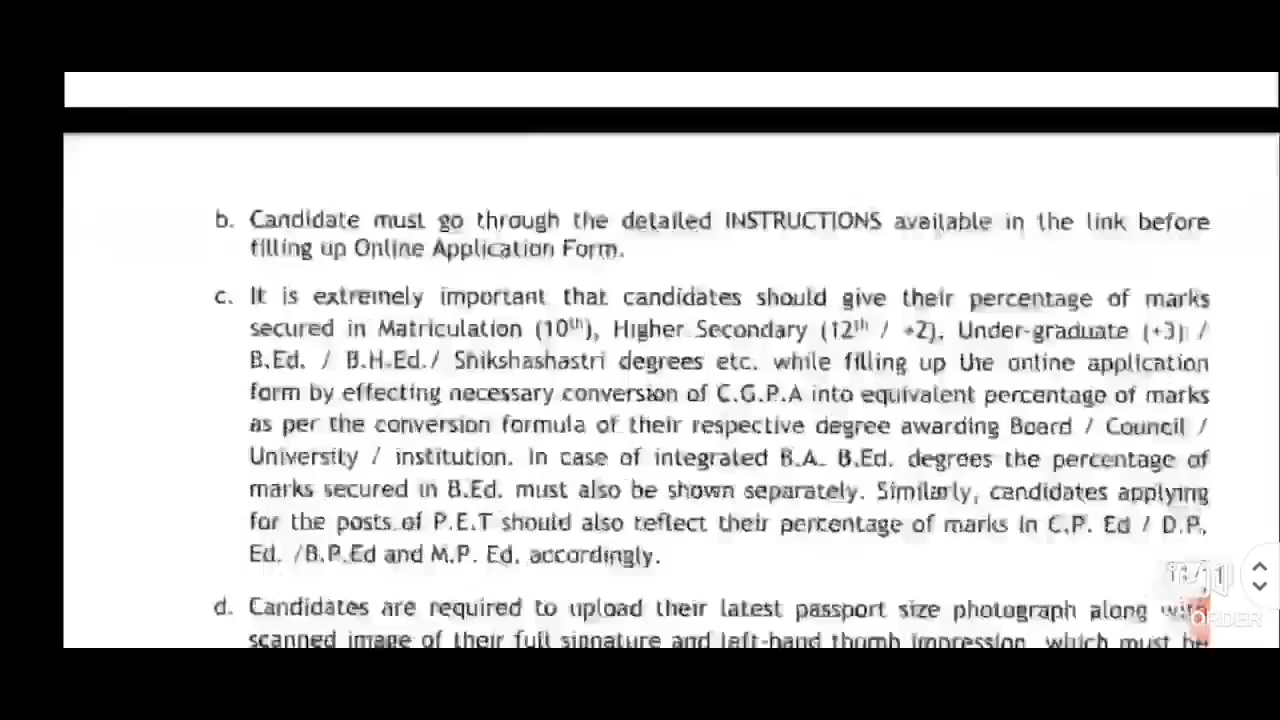 b. Candidate must go through the detailed INSTRUCTIONS available in the link before
filling up Online Application Form.
c. It is extremely important that candidates should give their percentage of marks
secured in Matriculation (10th), Higher Secondary (12th / +2), Under-graduate (+3) /
B.Ed. / B.H.Ed./ Shikshashastri degrees etc. while filling up the online application
form by effecting necessary conversion of C.G.P.A into equivalent percentage of marks
as per the conversion formula of their respective degree awarding Board / Council /
University / institution. In case of integrated B.A. B.Ed. degrees the percentage of
marks secured in B.Ed. must also be shown separately. Similarly, candidates applying
for the posts of P.E.T should also reflect their percentage of marks in C.P. Ed / D.P.
Ed. /B.P.Ed and M.P. Ed. accordingly.
d. Candidates are required to upload their latest passport size photograph along with
scanned image of their full signature and left-hand thumb impression, which must be
ORDER